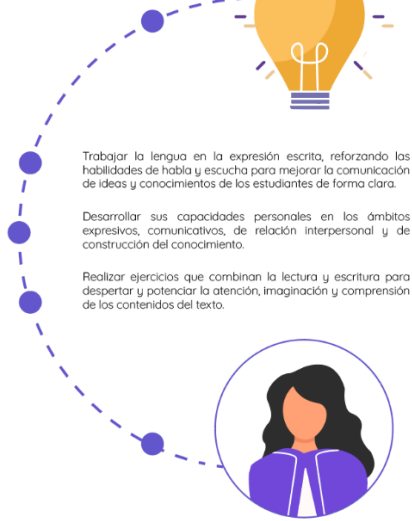 Trabajar la lengua en la expresión escrita, reforzando las
habilidades de habla y escucha para mejorar la comunicación
de ideas y conocimientos de los estudiantes de forma clara.
Desarrollar sus capacidades personales en los ámbitos
expresivos, comunicativos, de relación interpersonal y de
construcción del conocimiento.
Realizar ejercicios que combinan la lectura y escritura para
despertar y potenciar la atención, imaginación y comprensión
de los contenidos del texto.